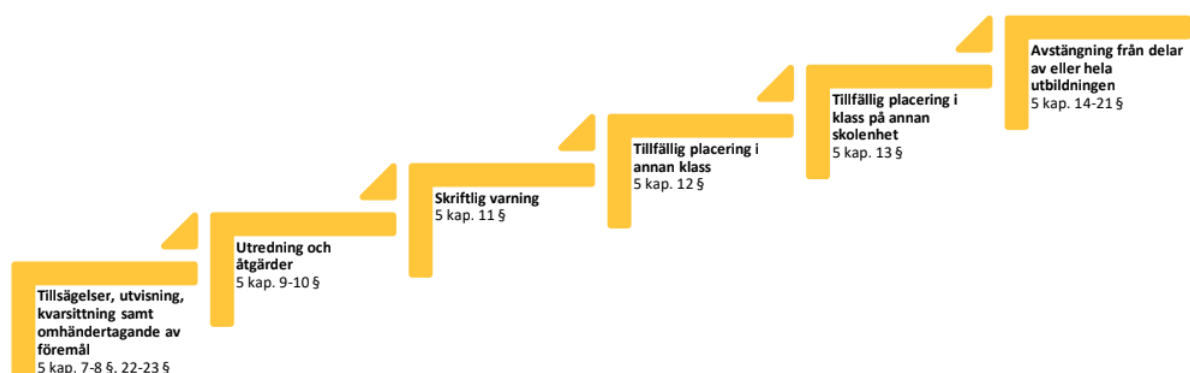 Tillsägelser, utvisning,
kvarsittning samt
omhändertagande av
föremål
5 kap. 7-8 §, 22-23 §
Utredning och
åtgärder
5 kap. 9-10 §
Skriftlig varning
5 kap. 11 §
Tillfällig placering i
annan klass
5 kap. 12 §
Tillfällig placering i
klass på annan
skolenhet
5 kap. 13 §
Avstängning från delar
av eller hela
utbildningen
5 kap. 14-21 §